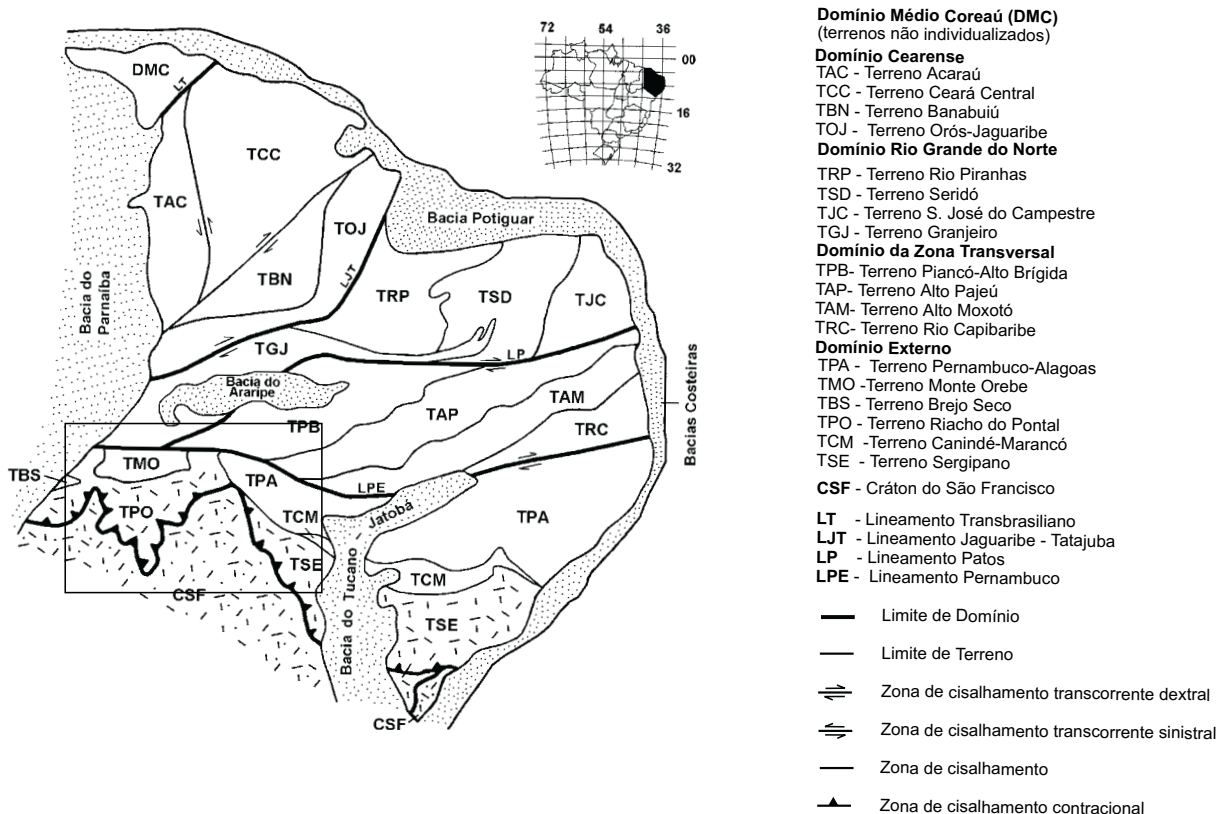 72 54 36
00
16
32
DMC
LT
TCC
TAC
TOJ
Bacia Potiguar
TBN
LJT
TRP
TSD
TJC
Bacia do
Parnaíba
TGJ
LP
Bacia do
Araripe
TAP
TAM
TPB
TRC
Bacias Costeiras
TMO
TBS
TPA
LPE
TPO
TCM
Jatobá
TPA
TSE
TCM
CSF
Bacia do Tucano
TSE
CSF
Domínio Médio Coreaú (DMC)
(terrenos não individualizados)
Domínio Cearense
TAC - Terreno Acaraú
TCC - Terreno Ceará Central
TBN - Terreno Banabuiú
TOJ - Terreno Orós-Jaguaribe
Domínio Rio Grande do Norte
TRP - Terreno Rio Piranhas
TSD - Terreno Seridó
TJC - Terreno S. José do Campestre
TGJ - Terreno Granjeiro
Domínio da Zona Transversal
TPB- Terreno Piancó-Alto Brígida
TAP- Terreno Alto Pajeú
TAM- Terreno Alto Moxotó
TRC- Terreno Rio Capibaribe
Domínio Externo
TPA - Terreno Pernambuco-Alagoas
TMO -Terreno Monte Orebe
TBS - Terreno Brejo Seco
TPO - Terreno Riacho do Pontal
TCM -Terreno Canindé-Marancó
TSE - Terreno Sergipano
CSF - Cráton do São Francisco
LT - Lineamento Transbrasiliano
LJT - Lineamento Jaguaribe - Tatajuba
LP - Lineamento Patos
LPE - Lineamento Pernambuco
Limite de Domínio
Limite de Terreno
Zona de cisalhamento transcorrente dextral
Zona de cisalhamento transcorrente sinistral
Zona de cisalhamento
Zona de cisalhamento contracional